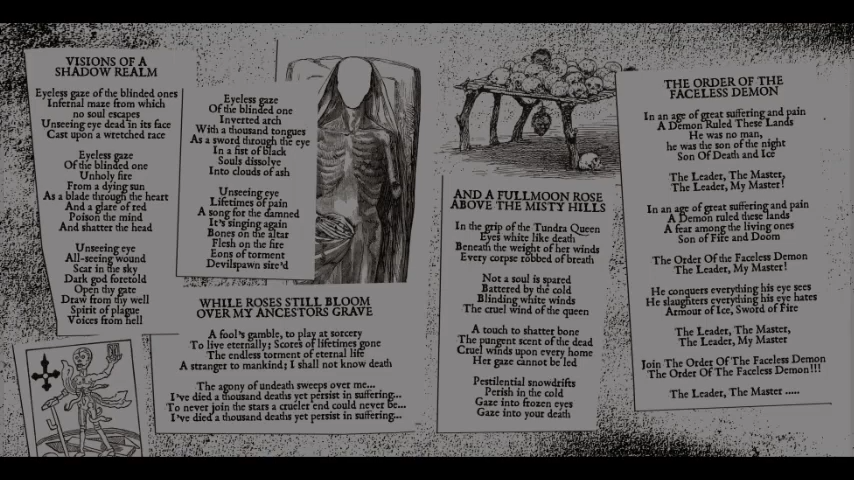 VISIONS OF A
SHADOW REALM
Eyeless gaze of the blinded ones
Infernal maze from which
no soul escapes
Unseeing eye dead in its face
Cast upon a wretched race
Eyeless gaze
Of the blinded one
Unholy fire
From a dying sun
As a blade through the heart
And a glare of red
Poison the mind
And shatter the head
Unseeing eye
All-seeing wound
Scar in the sky
Dark god foretold
Open thy gate
Draw from thy well
Spirit of plague
Voices from hell
Eyeless gaze
Of the blinded one
Inverted arch
With a thousand tongues
As a sword through the eye
In a fist of black
Souls dissolve
Into clouds of ash
Unseeing eye
Lifetimes of pain
A song for the damned
It's singing again
Bones on the altar
Flesh on the fire
Eons of torment
Devilspawn sire'd
WHILE ROSES STILL BLOOM
OVER MY ANCESTORS GRAVE
A fool's gamble, to play at sorcery
To live eternally; Scores of lifetimes gone
The endless torment of eternal life
A stranger to mankind; I shall not know death
The agony of undeath sweeps over me...
I've died a thousand deaths yet persist in suffering...
To never join the stars a crueler end could never be...
I've died a thousand deaths yet persist in suffering...
AND A FULLMOON ROSE
ABOVE THE MISTY HILLS
In the grip of the Tundra Queen
Eyes white like death
Beneath the weight of her winds
Every corpse robbed of breath
Not a soul is spared
Battered by the cold
Blinding white winds
The cruel wind of the queen
A touch to shatter bone
The pungent scent of the dead
Cruel winds upon every home
Her gaze cannot be led
Pestilential snowdrifts
Perish in the cold
Gaze into frozen eyes
Gaze into your death
THE ORDER OF THE
FACELESS DEMON
In an age of great suffering and pain
A Demon Ruled These Lands
He was no man,
he was the son of the night
Son Of Death and Ice
The Leader, The Master,
The Leader, My Master!
In an age of great suffering and pain
A Demon ruled these lands
A fear among the living ones
Son of Fire and Doom
The Order Of the Faceless Demon
The Leader, My Master!
He conquers everything his eye sees
He slaughters everything his eye hates
Armour of Ice, Sword of Fire
The Leader, The Master,
The Leader, My Master
Join The Order Of The Faceless Demon
The Order Of The Faceless Demon!!!
The Leader, The Master .....